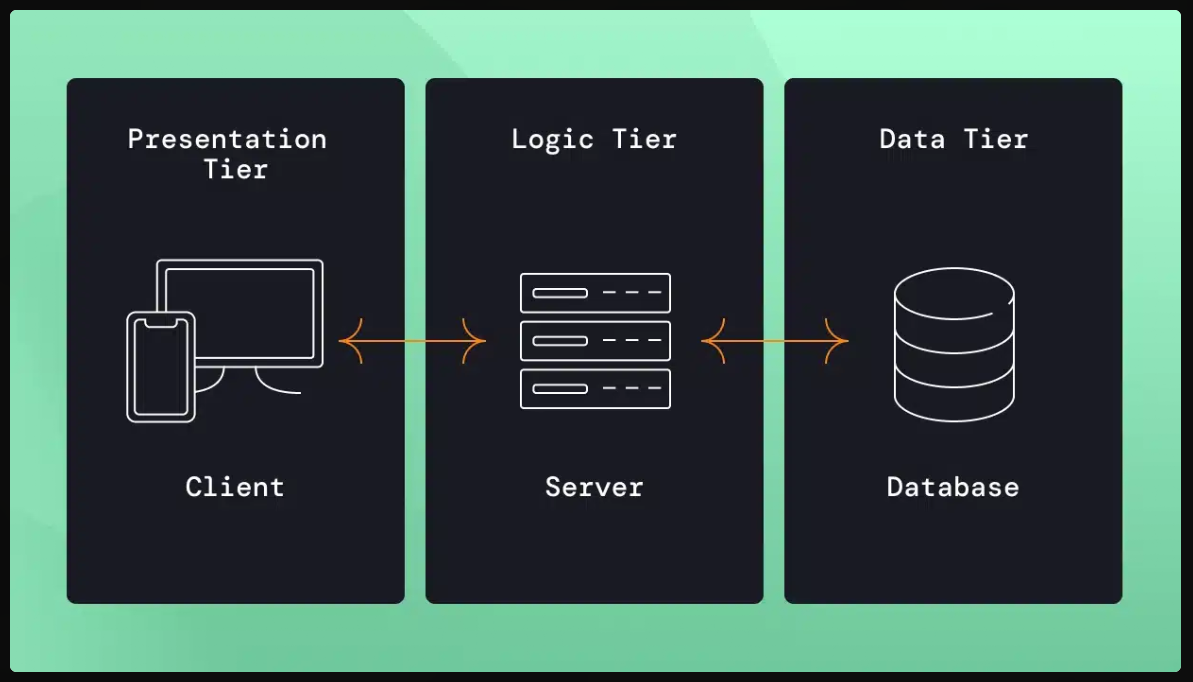 Presentation
Tier
Logic Tier
Data Tier
Client
Server
Database